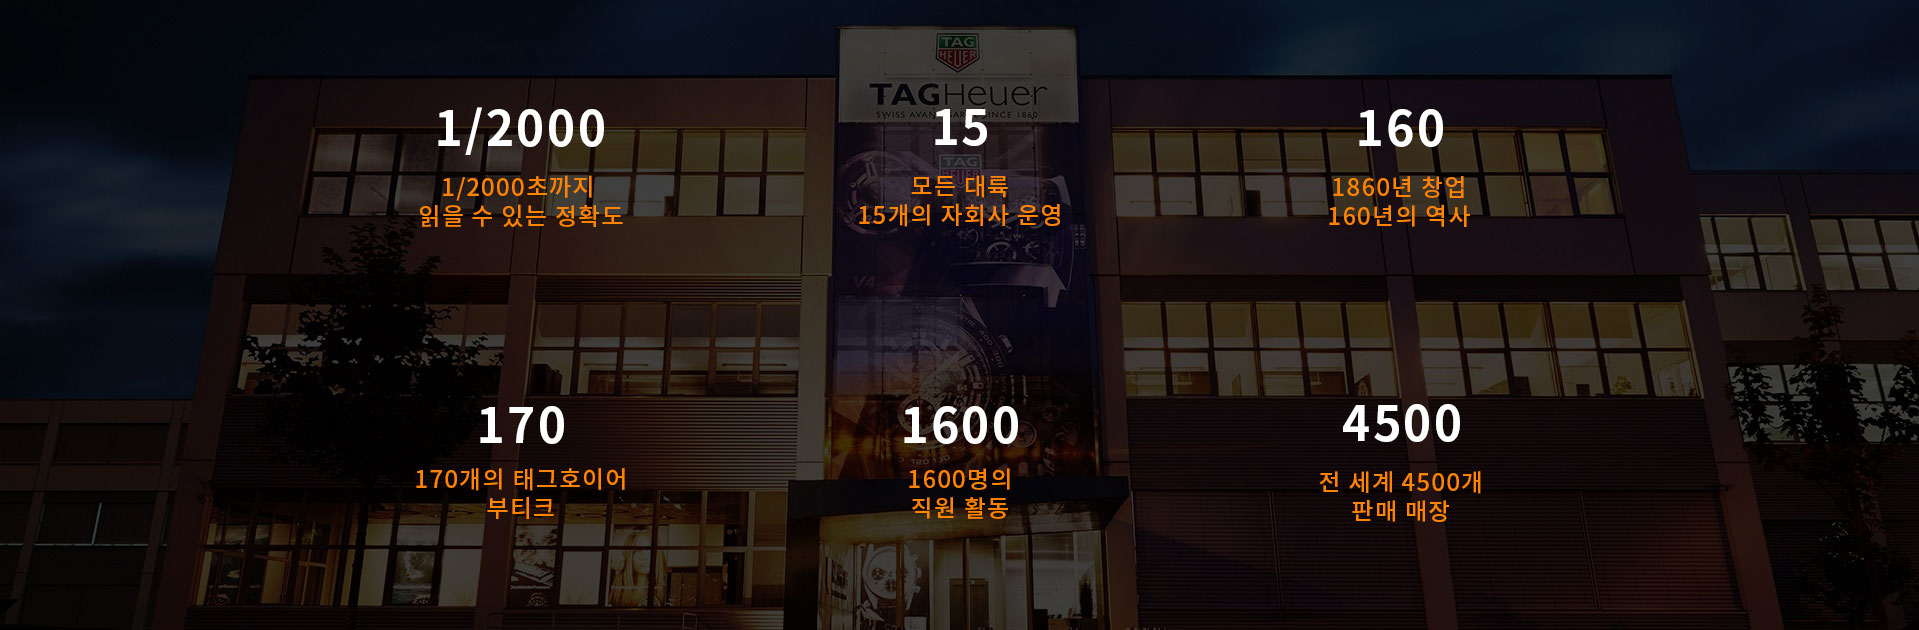 TAG
HEUER
TAGHeuer
1/2000
15
160
TAG
HEUER
1/2000초까지
읽을 수 있는 정확도
모든 대륙
15개의 자회사 운영
1860년 창업
160년의 역사
V4
170
1600
4500
170개의 태그호이어
부티크
1600명의
직원 활동
전 세계 4500개
판매 매장